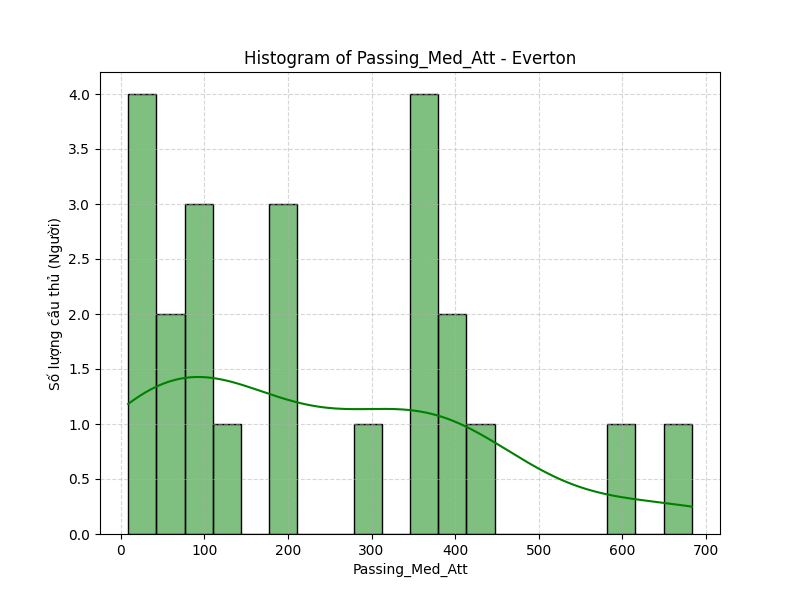 Histogram of Passing_Med_Att - Everton
Số lượng cầu thủ (Người)
4.0
3.5
3.0
2.5
2.0
1.5
1.0
0.5
0.0
0 100 200 300 400 500 600 700
Passing_Med_Att